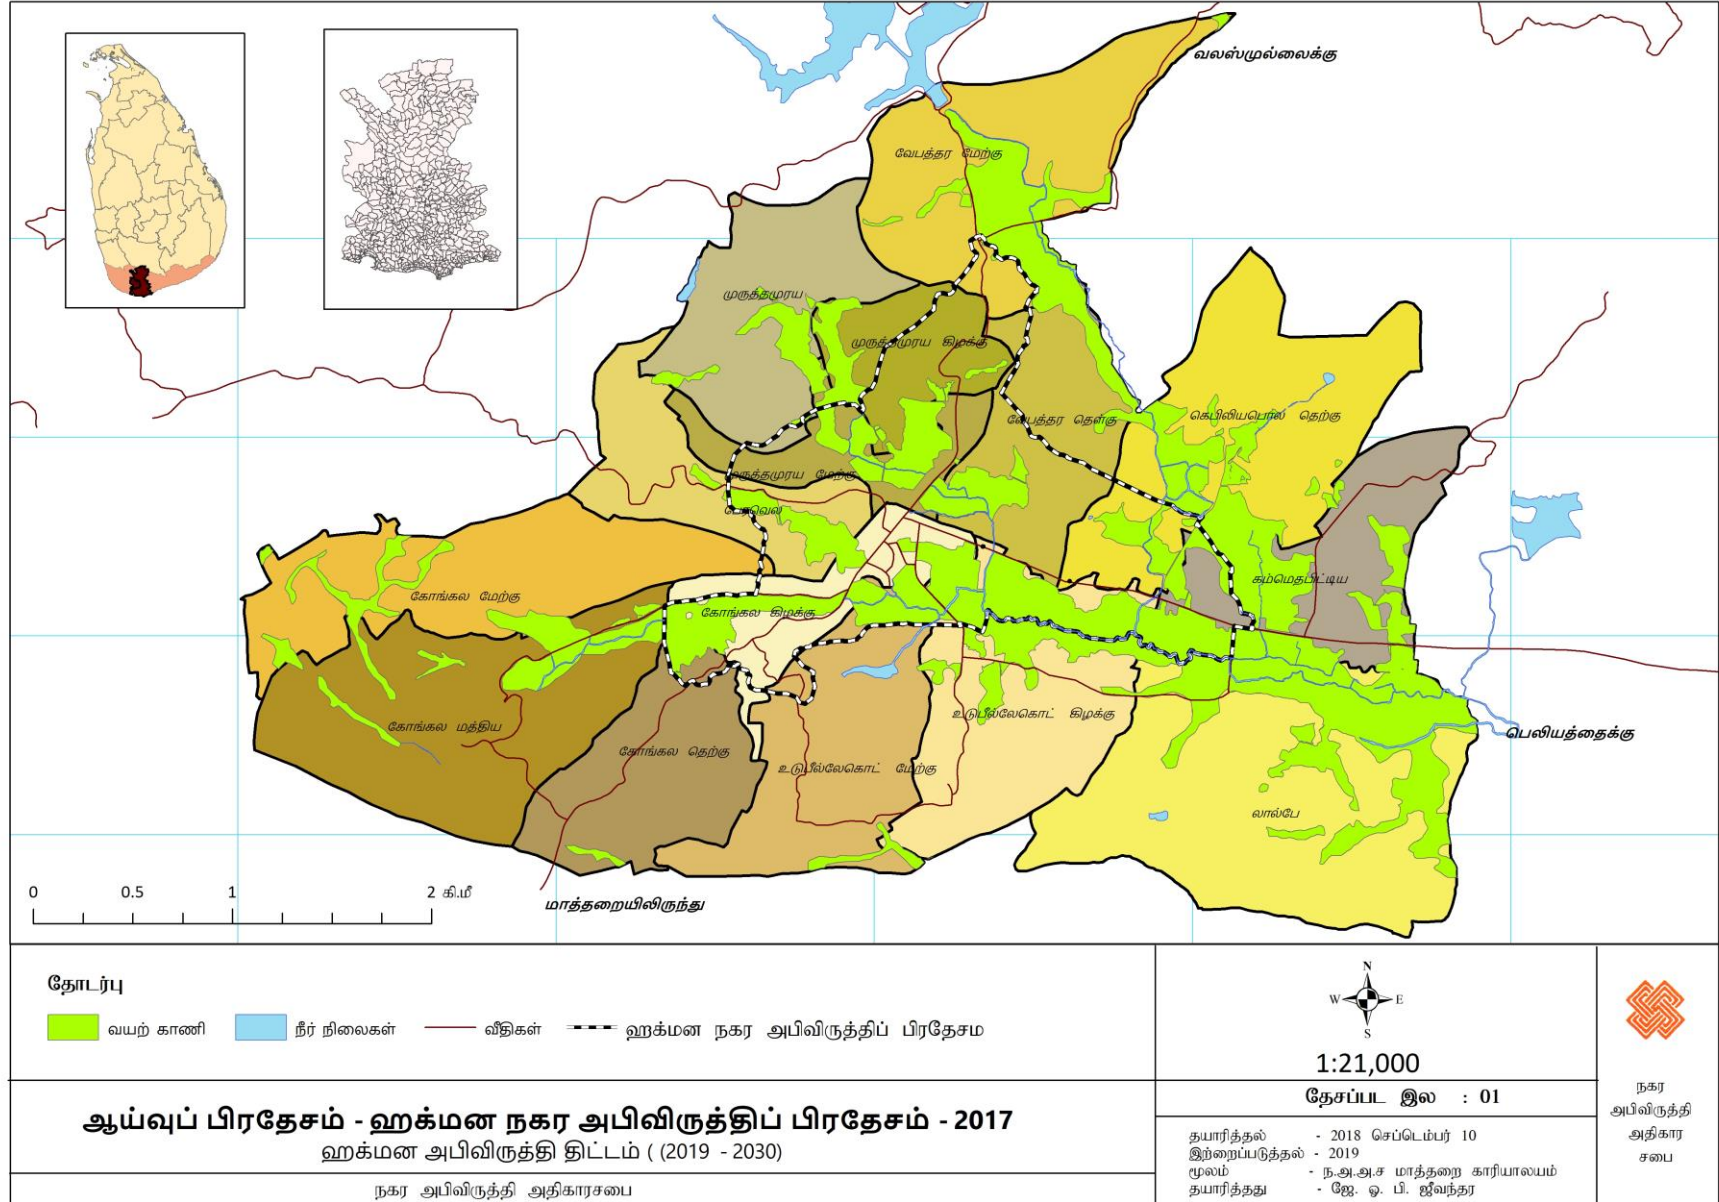 வலஸ்முல்லைக்கு
வேபத்தர மேற்கு
முருத்தமுரய
முருத்தமுரய கிழக்கு
வேபத்தர தெள்கு
கெபிலியபொல தெற்கு
முருத்தமுரய மேற்கு
பேரவெல
கம்மெதபிட்டிய
கோங்கல மேற்கு
கோங்கல கிழக்கு
கோங்கல மத்திய
கோங்கல தெற்கு
உடுபீல்லேகொட் கிழக்கு
உடுபீல்லேகொட் மேற்கு
பெலியத்தைக்கு
லால்பே
0 0.5 1 2 கி.மீ
மாத்தறையிலிருந்து
தோடர்பு
வயற் காணி நீர் நிலைகள் வீதிகள் ஹக்மன நகர அபிவிருத்திப் பிரதேசம
N
W E
S
1:21,000
தேசப்பட இல : 01
ஆய்வுப் பிரதேசம் - ஹக்மன நகர அபிவிருத்திப் பிரதேசம் - 2017
ஹக்மன அபிவிருத்தி திட்டம் ( (2019 - 2030)
நகர அபிவிருத்தி அதிகாரசபை
தயாரித்தல் - 2018 செப்டெம்பர் 10
இற்றைப்படுத்தல் - 2019
மூலம் - ந.அ.அ.ச மாத்தறை காரியாலயம்
தயாரித்தது - ஜே. ஓ. பி. ஜீவந்தர
நகர
அபிவிருத்தி
அதிகார
சபை